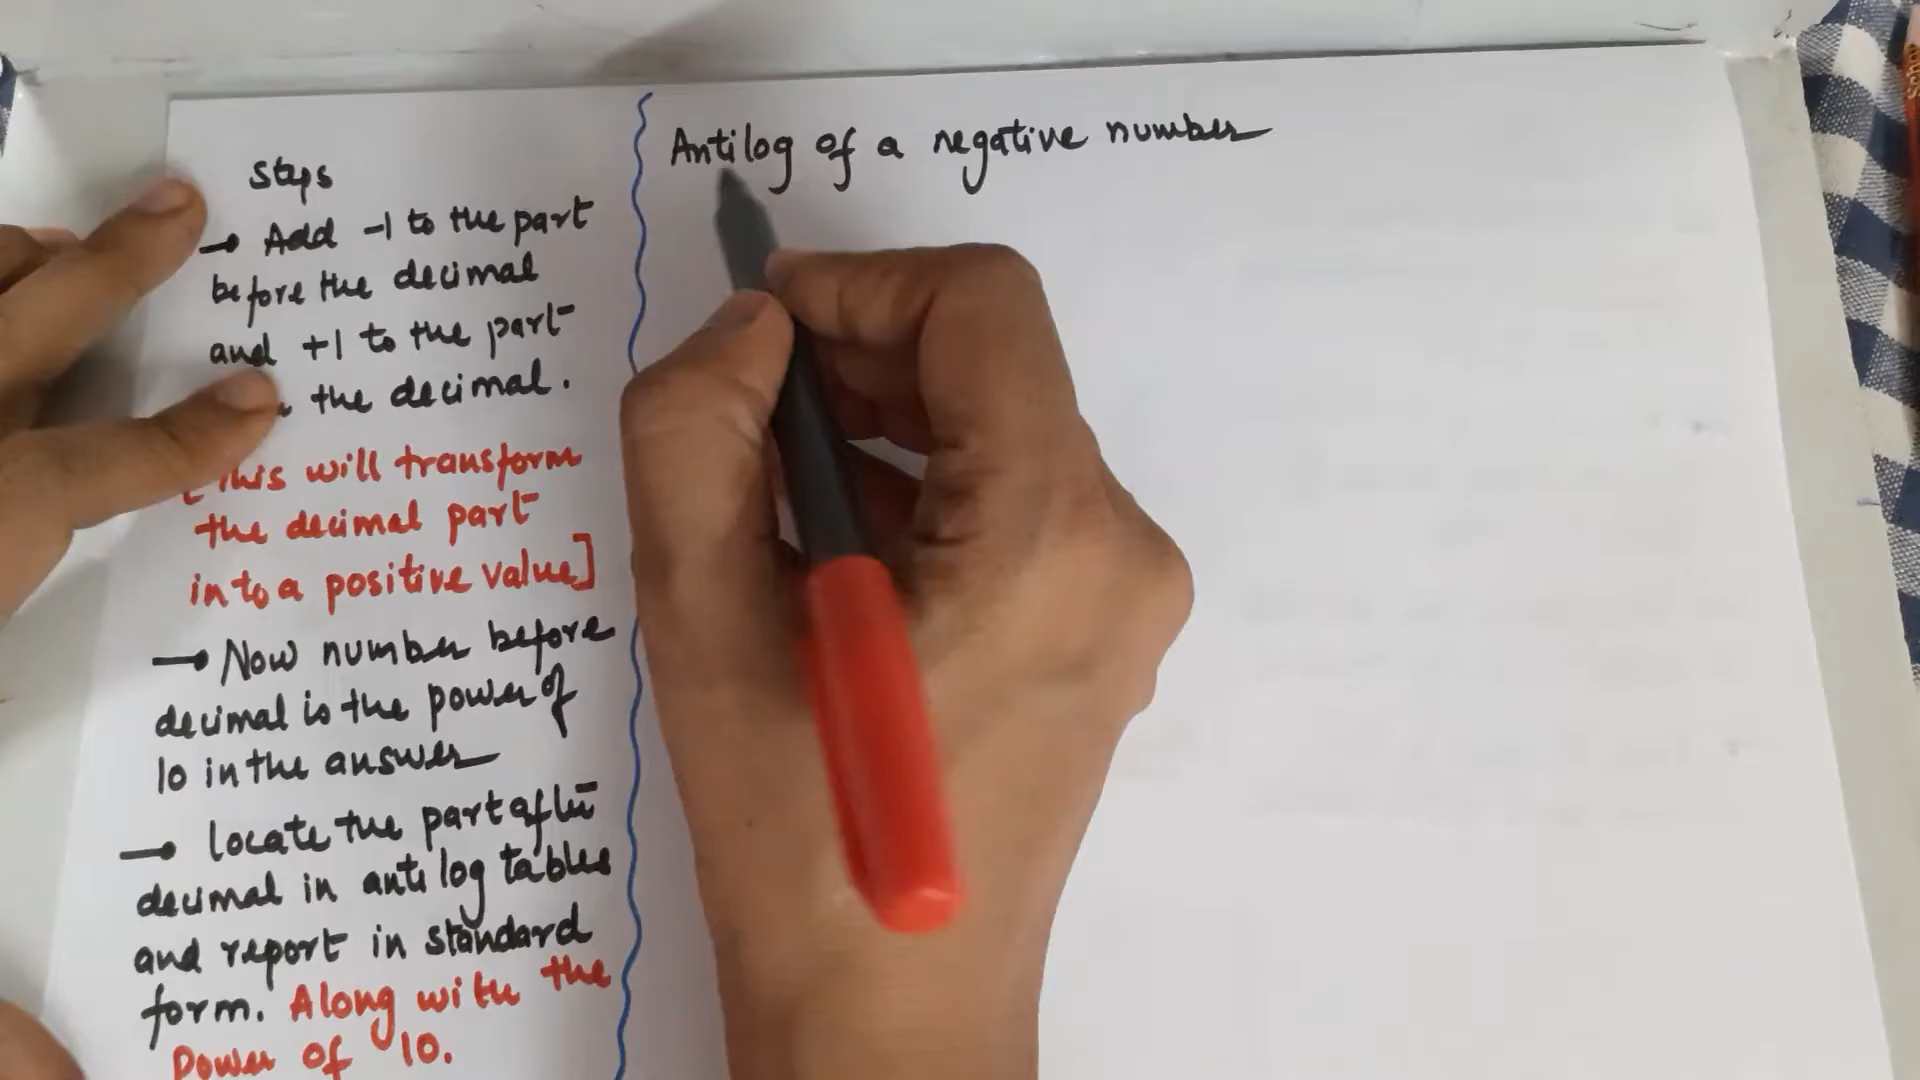 Steps
→ Add -1 to the part
before the decimal
and +1 to the part
the decimal.
[This will transform
the decimal part
into a positive value]
→ Now number before
decimal is the power of
10 in the answer
→ locate the part after
decimal in anti log tables
and report in standard
form. Along with the
Power of 10.
Antilog of a negative number